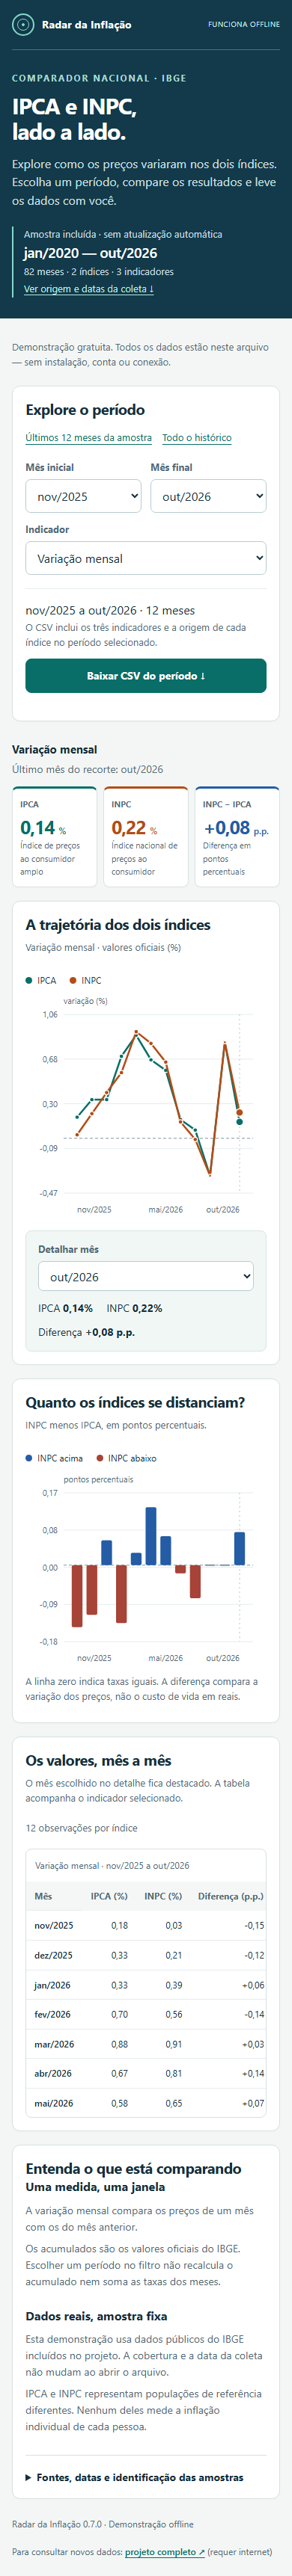 Radar da Inflação
FUNCIONA OFFLINE
COMPARADOR NACIONAL · IBGE
IPCA e INPC,
lado a lado.
Explore como os preços variaram nos dois índices.
Escolha um período, compare os resultados e leve
os dados com você.
Amostra incluída · sem atualização automática
jan/2020 — out/2026
82 meses · 2 índices · 3 indicadores
Ver origem e datas da coleta ↓
Demonstração gratuita. Todos os dados estão neste arquivo
— sem instalação, conta ou conexão.
Explore o período
Últimos 12 meses da amostra Todo o histórico
Mês inicial Mês final
nov/2025 out/2026
Indicador
Variação mensal
nov/2025 a out/2026 · 12 meses
O CSV inclui os três indicadores e a origem de cada
índice no período selecionado.
Baixar CSV do período ↓
Variação mensal
Último mês do recorte: out/2026
IPCA
0,14 %
Índice de preços
ao consumidor
amplo
INPC
0,22 %
Índice nacional de
preços ao
consumidor
INPC − IPCA
+0,08 p.p.
Diferença em
pontos
percentuais
A trajetória dos dois índices
Variação mensal · valores oficiais (%)
IPCA INPC
variação (%)
1,06
0,68
0,30
-0,09
-0,47
nov/2025 mai/2026 out/2026
Detalhar mês
out/2026
IPCA 0,14% INPC 0,22%
Diferença +0,08 p.p.
Quanto os índices se distanciam?
INPC menos IPCA, em pontos percentuais.
INPC acima INPC abaixo
pontos percentuais
0,17
0,08
0,00
-0,09
-0,18
nov/2025 mai/2026 out/2026
A linha zero indica taxas iguais. A diferença compara a
variação dos preços, não o custo de vida em reais.
Os valores, mês a mês
O mês escolhido no detalhe fica destacado. A tabela
acompanha o indicador selecionado.
12 observações por índice
Variação mensal · nov/2025 a out/2026
Mês IPCA (%) INPC (%) Diferença (p.p.)
nov/2025 0,18 0,03 -0,15
dez/2025 0,33 0,21 -0,12
jan/2026 0,33 0,39 +0,06
fev/2026 0,70 0,56 -0,14
mar/2026 0,88 0,91 +0,03
abr/2026 0,67 0,81 +0,14
mai/2026 0,58 0,65 +0,07
Entenda o que está comparando
Uma medida, uma janela
A variação mensal compara os preços de um mês
com os do mês anterior.
Os acumulados são os valores oficiais do IBGE.
Escolher um período no filtro não recalcula o
acumulado nem soma as taxas dos meses.
Dados reais, amostra fixa
Esta demonstração usa dados públicos do IBGE
incluídos no projeto. A cobertura e a data da coleta
não mudam ao abrir o arquivo.
IPCA e INPC representam populações de referência
diferentes. Nenhum deles mede a inflação
individual de cada pessoa.
▶ Fontes, datas e identificação das amostras
Radar da Inflação 0.7.0 · Demonstração offline
Para consultar novos dados: projeto completo ↗ (requer internet)